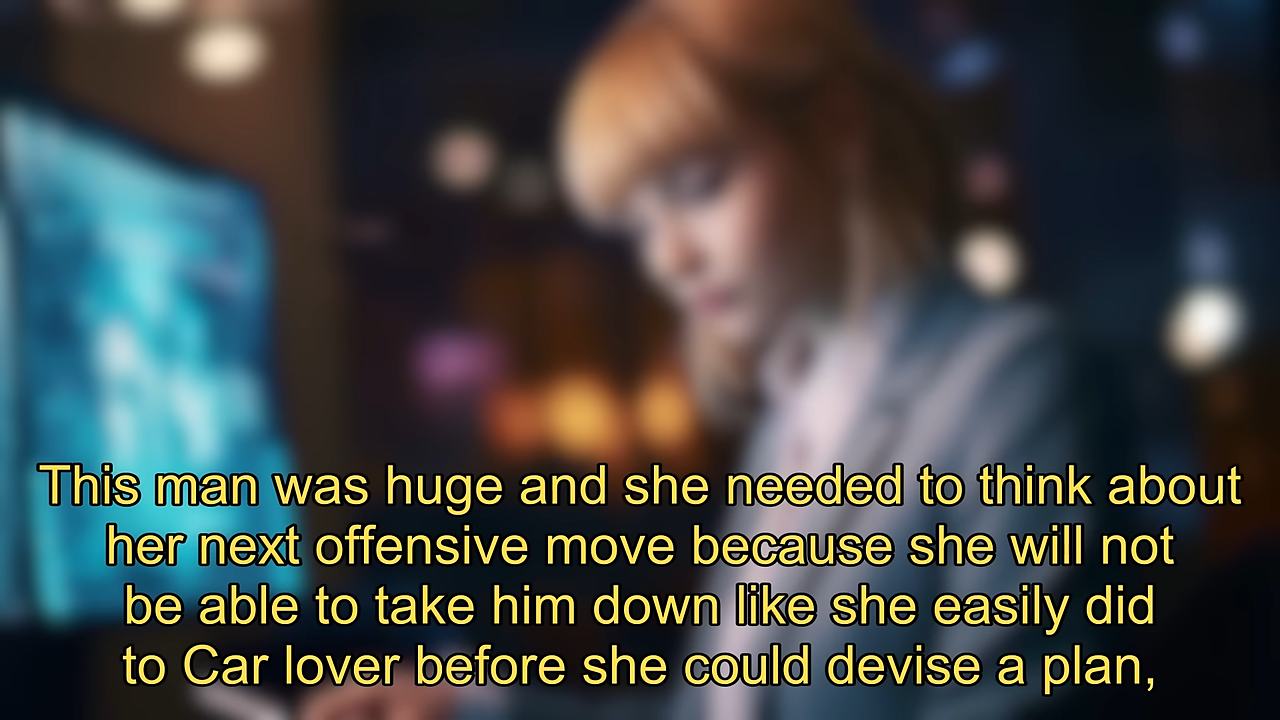 This man was huge and she needed to think about
her next offensive move because she will not
be able to take him down like she easily did
to Car lover before she could devise a plan,